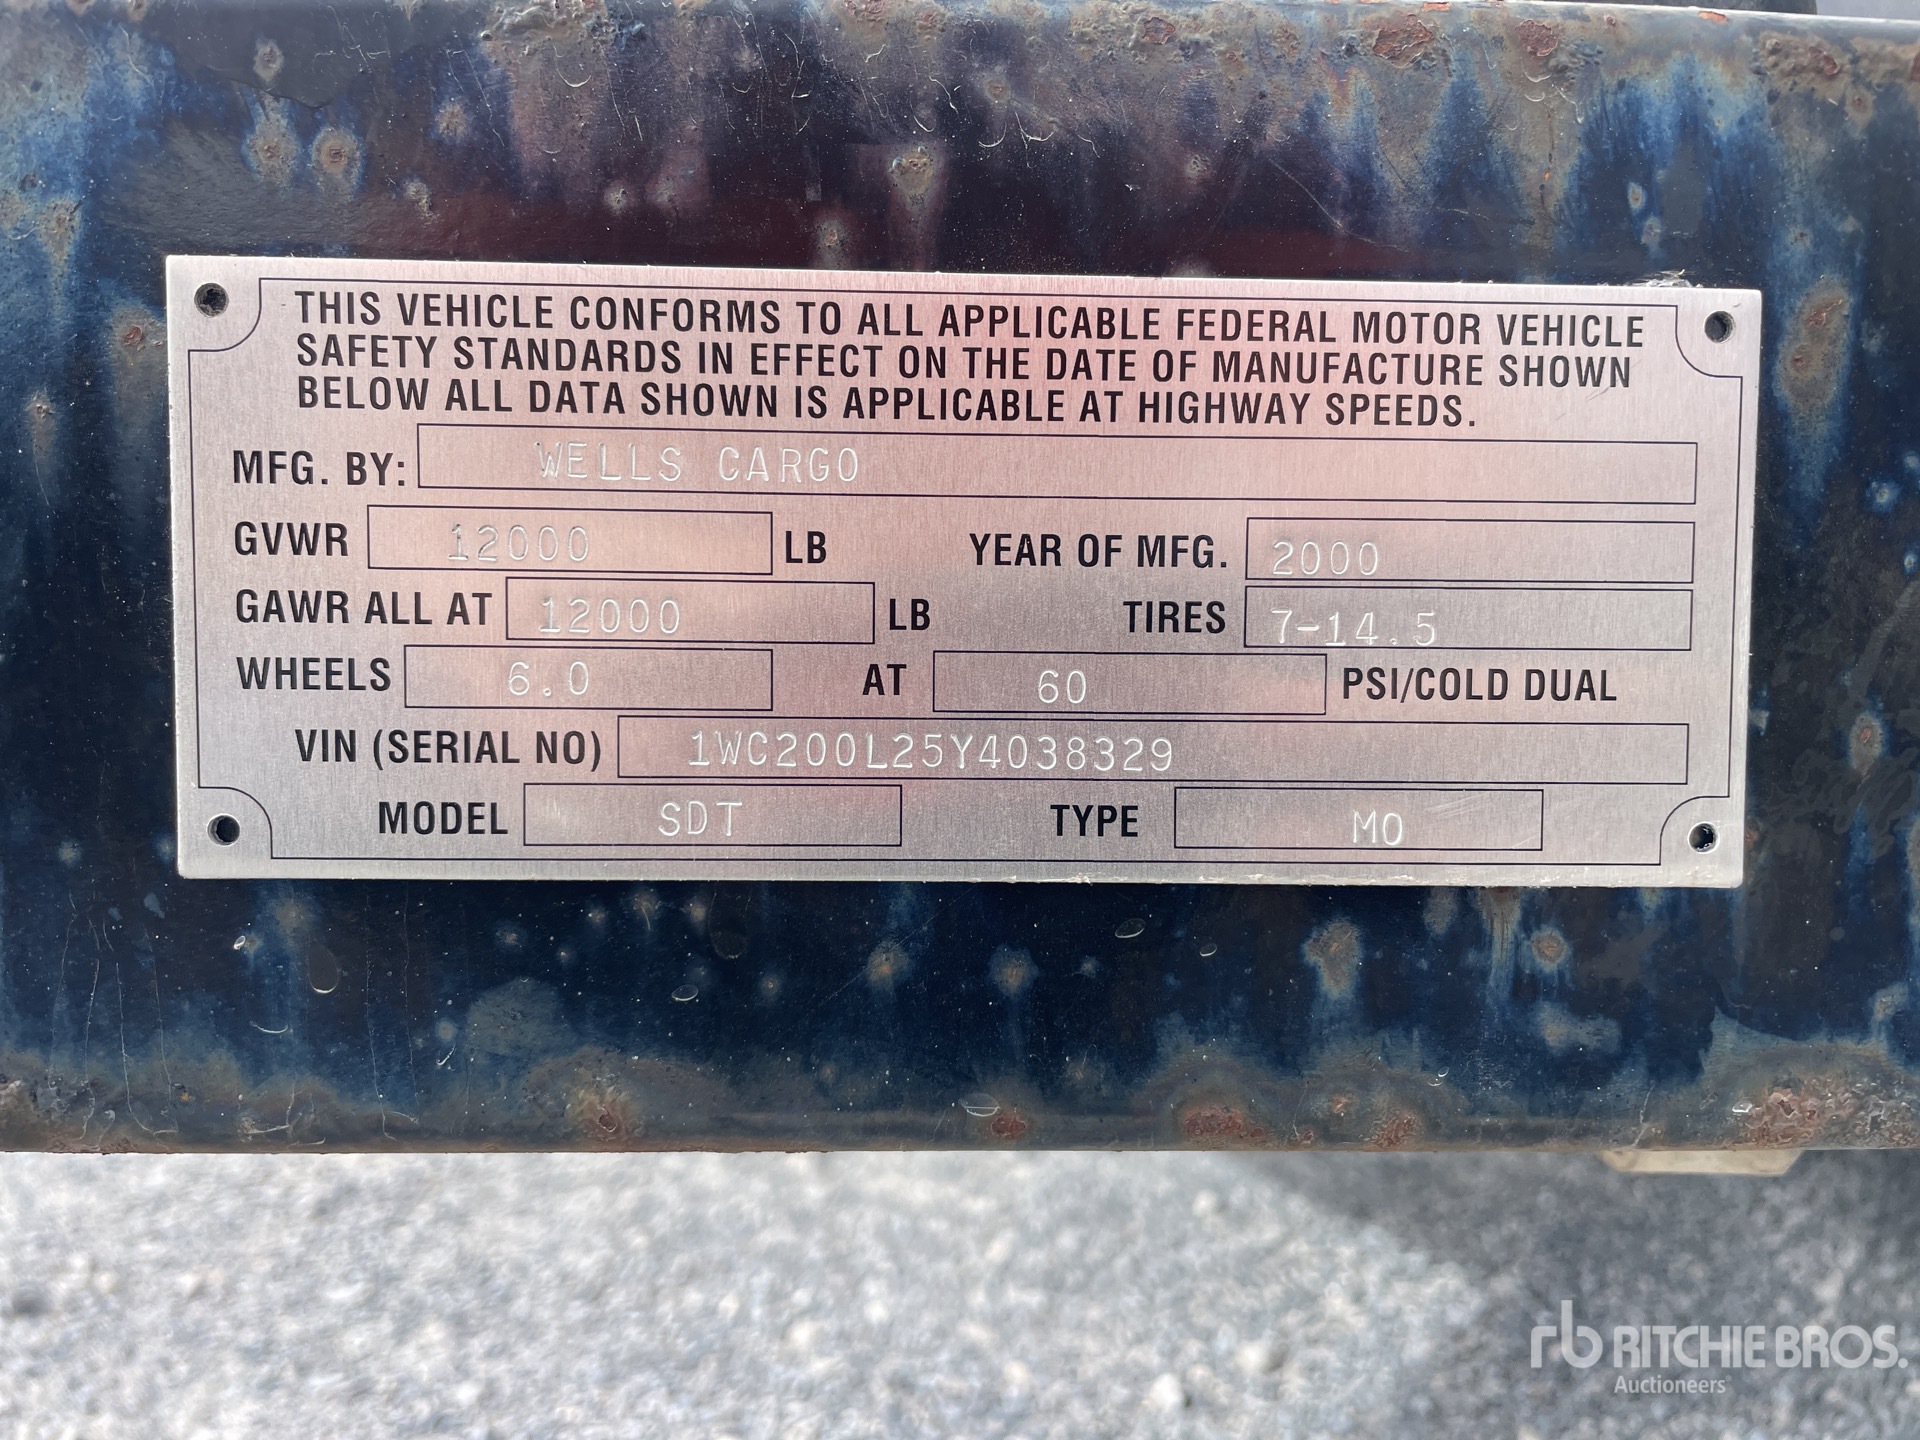 THIS VEHICLE CONFORMS TO ALL APPLICABLE FEDERAL MOTOR VEHICLE
SAFETY STANDARDS IN EFFECT ON THE DATE OF MANUFACTURE SHOWN
BELOW ALL DATA SHOWN IS APPLICABLE AT HIGHWAY SPEEDS.
MFG. BY: WELLS CARGO
GVWR 12000 LB YEAR OF MFG. 2000
GAWR ALL AT 12000 LB TIRES 7-14.5
WHEELS 6.0 AT 60 PSI/COLD DUAL
VIN (SERIAL NO) 1WC200L25Y4038329
MODEL SDT TYPE MO
rb RITCHIE BROS.
Auctioneers